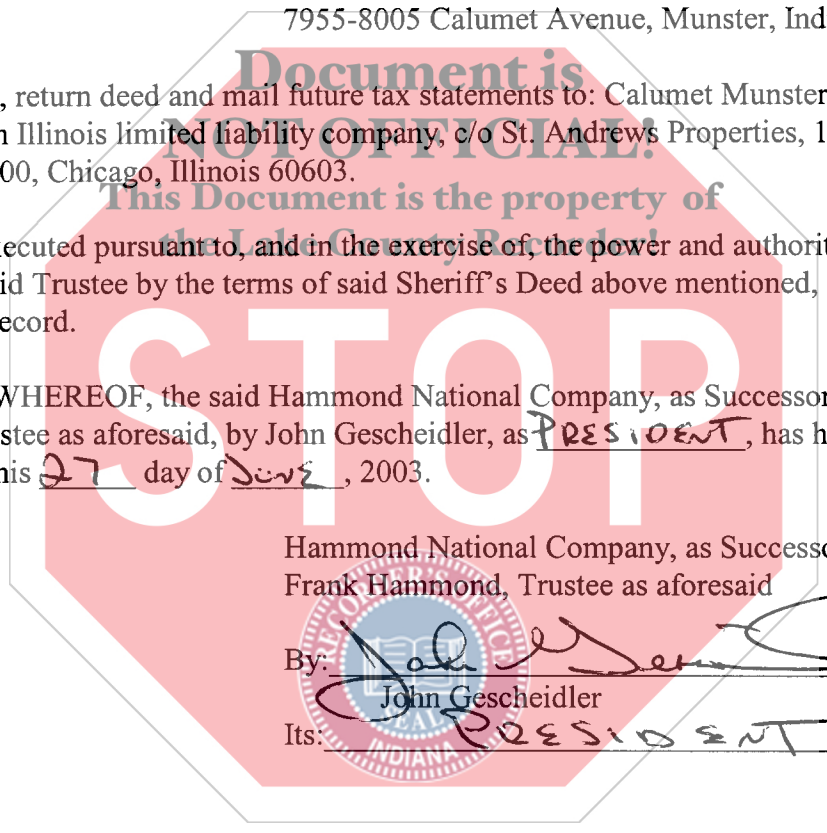 7955-8005 Calumet Avenue, Munster, Ind
Document is
, return deed and mail future tax statements to: Calumet Munster
n Illinois limited liability company, c/o St. Andrews Properties, 1
NOT OFFICIAL!
00, Chicago, Illinois 60603.
This Document is the property of
the Lake County Recorder!
xecuted pursuant to, and in the exercise of, the power and authorit
id Trustee by the terms of said Sheriff's Deed above mentioned,
ecord.
STOP
WHEREOF, the said Hammond National Company, as Successor
stee as aforesaid, by John Gescheidler, as PRESIDENT, has h
his 27 day of JUNE, 2003.
Hammond National Company, as Successo
Frank Hammond, Trustee as aforesaid
RECORDER'S OFFICE
By: John
John Gescheidler
SEAL
Its: PRESIDENT
INDIANA